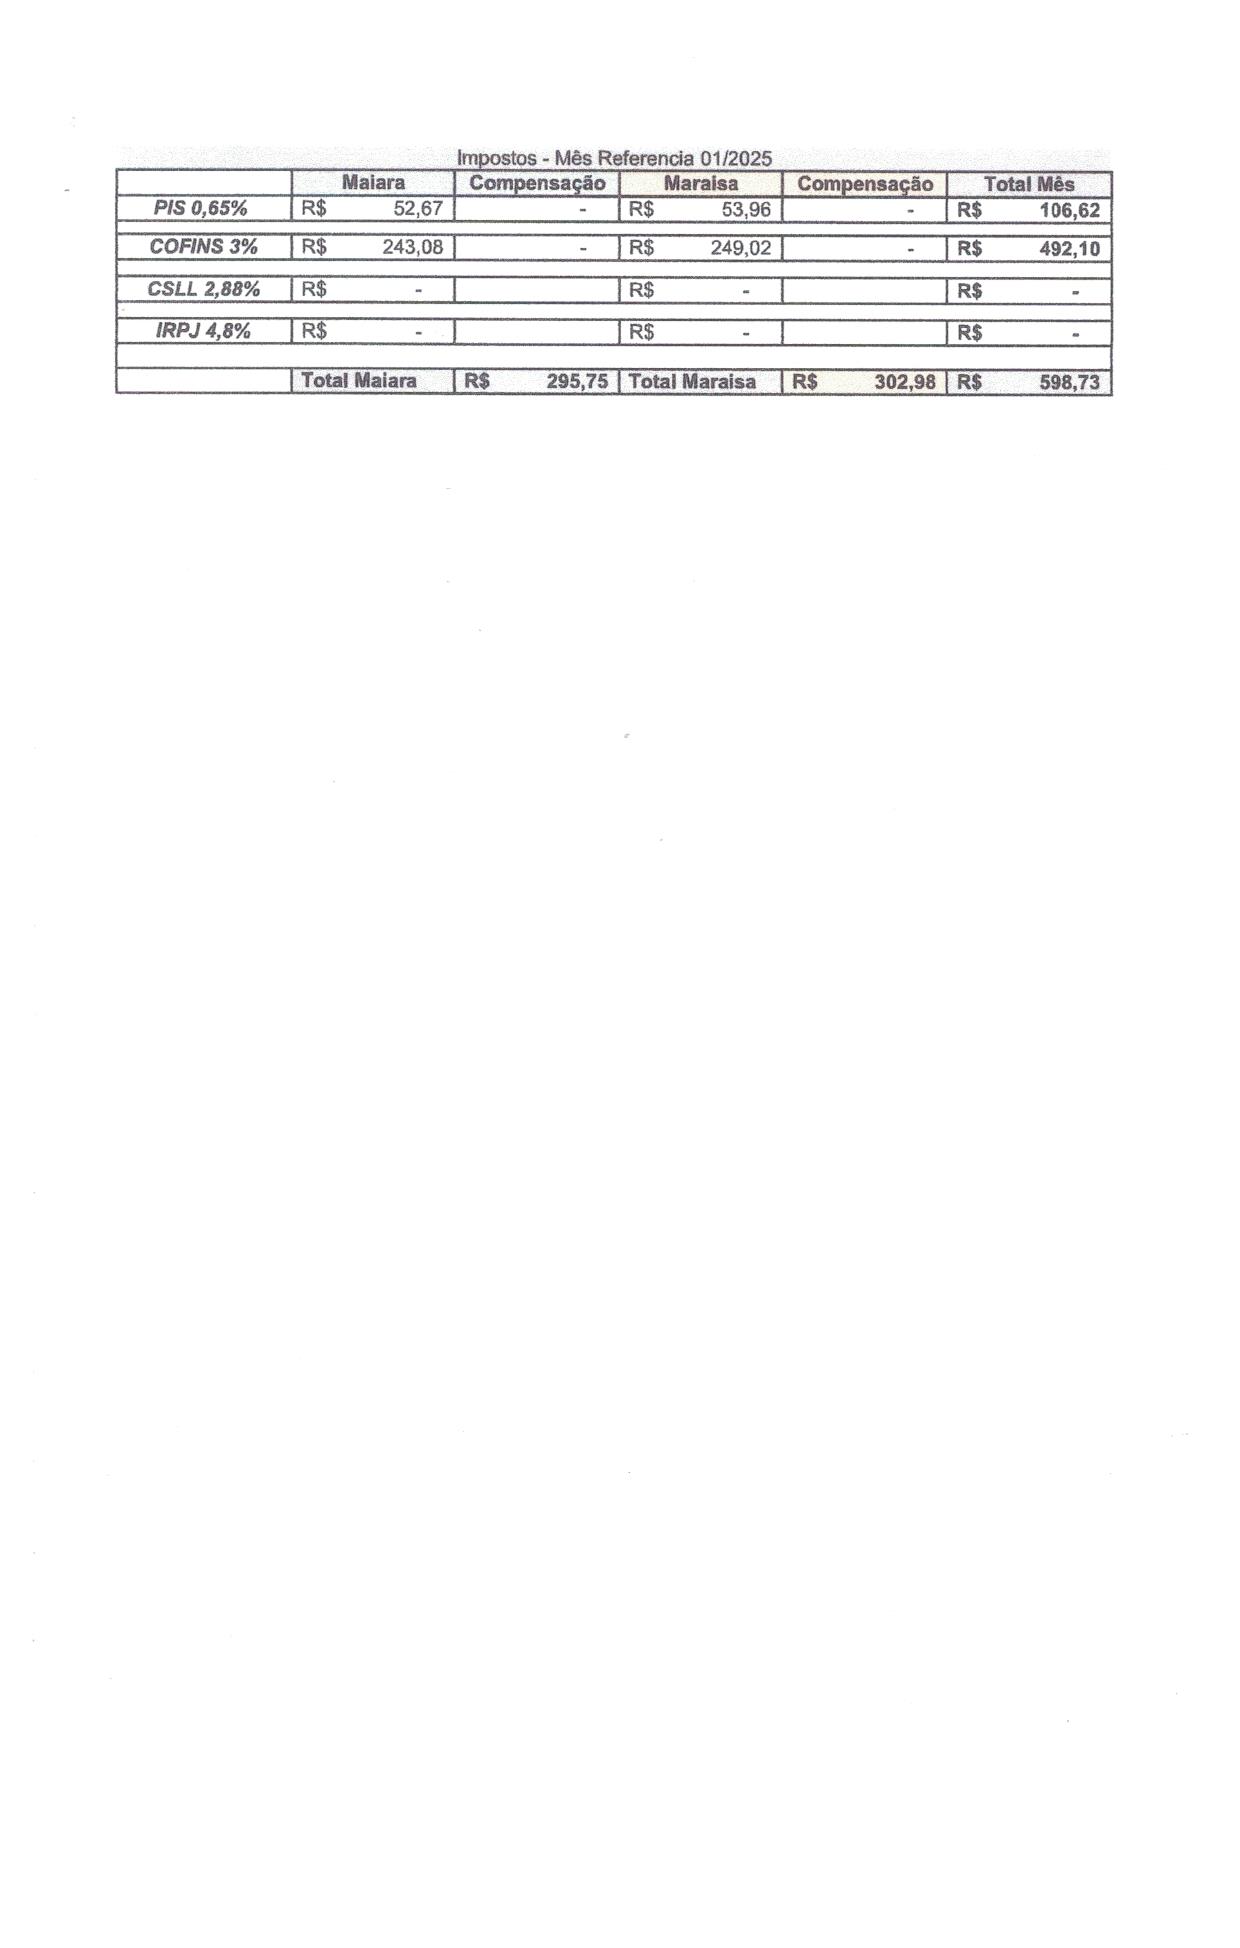 Impostos - Mês Referencia 01/2025
Maiara Compensação Maraisa Compensação Total Mês
PIS 0,65% R$ 52,67 - R$ 53,96 - R$ 106,62
COFINS 3% R$ 243,08 - R$ 249,02 - R$ 492,10
CSLL 2,88% R$ - R$ - R$ -
IRPJ 4,8% R$ - R$ - R$ -
Total Maiara R$ 295,75 Total Maraisa R$ 302,98 R$ 598,73